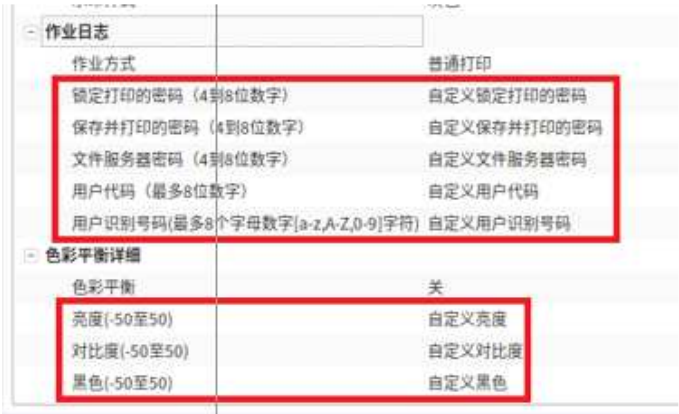 作业日志
作业方式 普通打印
锁定打印的密码（4到8位数字） 自定义锁定打印的密码
保存并打印的密码（4到8位数字） 自定义保存并打印的密码
文件服务器密码（4到8位数字） 自定义文件服务器密码
用户代码（最多8位数字） 自定义用户代码
用户识别号码(最多8个字母数字[a-z,A-Z,0-9]字符) 自定义用户识别号码
色彩平衡详细
色彩平衡 关
亮度(-50至50) 自定义亮度
对比度(-50至50) 自定义对比度
黑色(-50至50) 自定义黑色